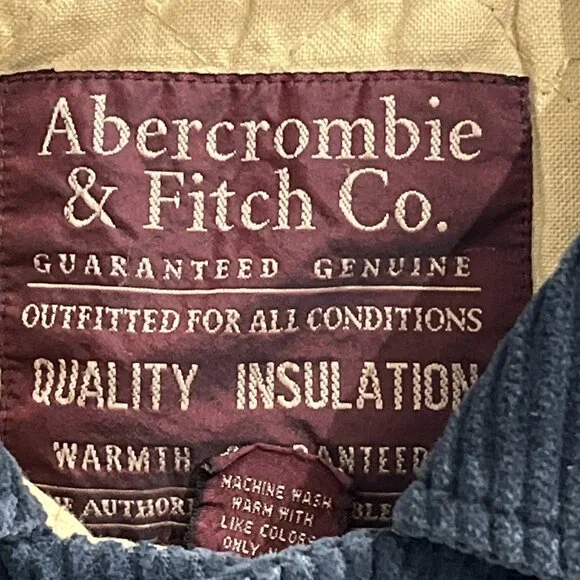 Abercrombie
& Fitch Co.
GUARANTEED GENUINE
OUTFITTED FOR ALL CONDITIONS
QUALITY INSULATION
WARMTH
MACHINE WASH
WARM WITH
LIKE COLORS
ONLY